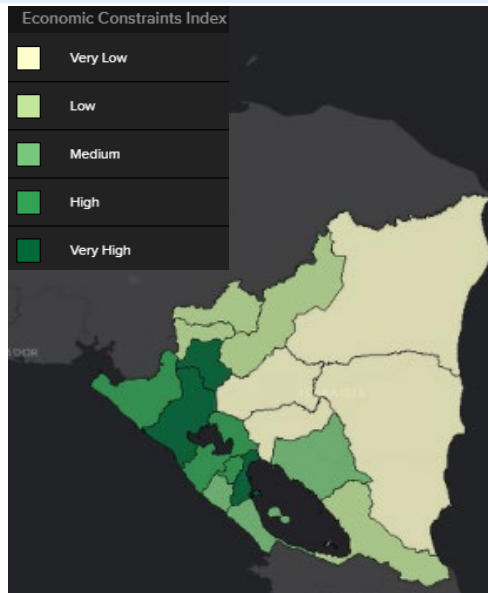 Economic Constraints Index
Very Low
Low
Medium
High
Very High